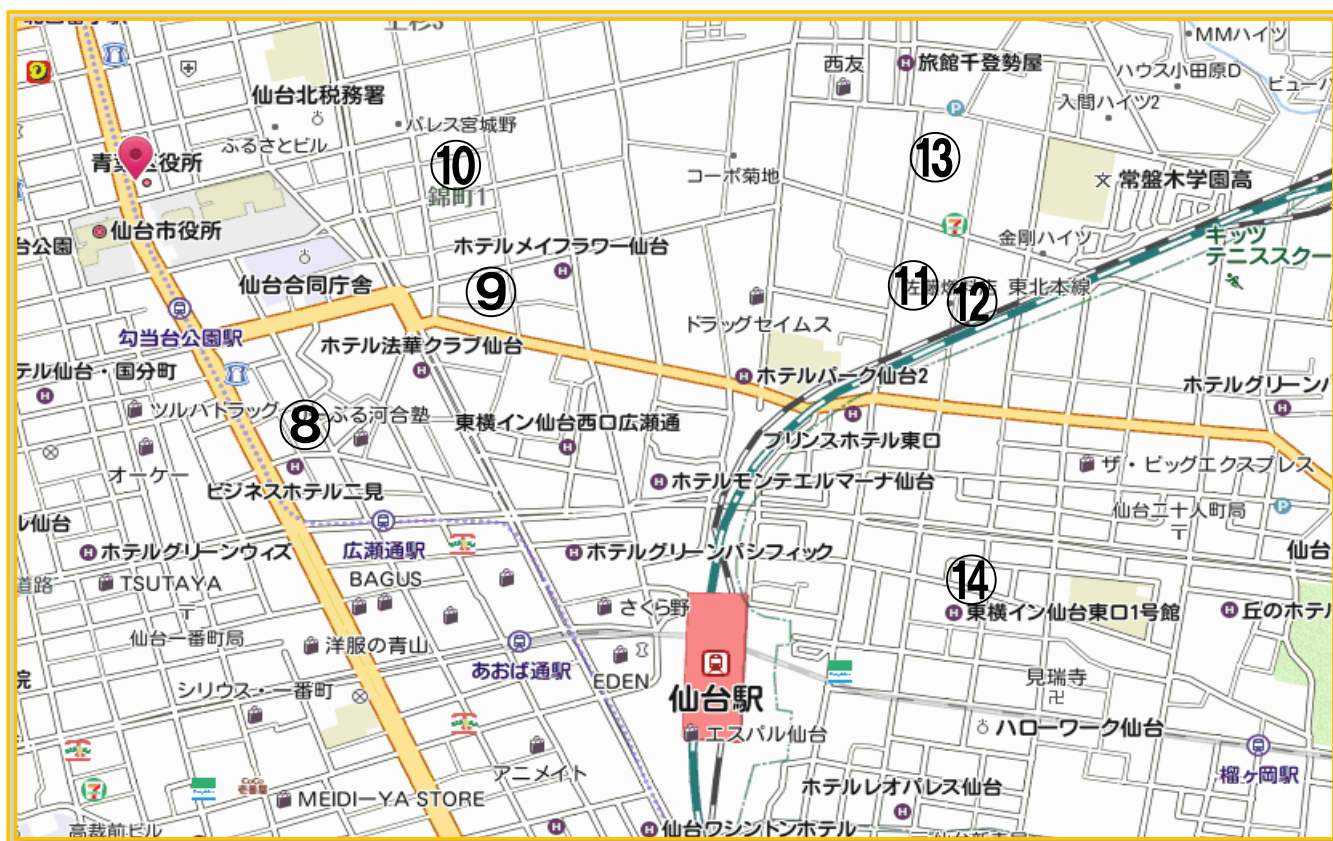 上杉3
MMハイツ
西友
旅館千登勢屋
ハウス小田原D
仙台北税務署
入間ハイツ2
パレス宮城野
ふるさとビル
⑬
⑩
コーポ菊地
常盤木学園高
錦町1
仙台市役所
台公園
ホテルメイフラワー仙台
金剛ハイツ
キッツ
テニススクー
仙台合同庁舎
⑨
⑪
⑫
東北本線
ドラッグセイムス
勾当台公園駅
ホテル法華クラブ仙台
テル仙台・国分町
ホテルパーク仙台2
ツルハドラッグ
⑧
ぷる河合塾
東横イン仙台西口広瀬通
プリンスホテル東口
オーケー
ザ・ビッグエクスプレス
ビジネスホテル二見
ホテルモンテエルマーナ仙台
仙台二十人町局
ル仙台
広瀬通駅
ホテルグリーンウィズ
ホテルグリーンパシフィック
仙台
道路
TSUTAYA
BAGUS
⑭
さくら野
東横イン仙台東口1号館
丘のホテル
仙台一番町局
洋服の青山
あおば通駅
EDEN
見瑞寺
院
シリウス・一番町
仙台駅
エスパル仙台
ハローワーク仙台
榴ヶ岡駅
アニメイト
ホテルレオパレス仙台
MEIDI-YA STORE
高裁前ビル
仙台ワシントンホテル